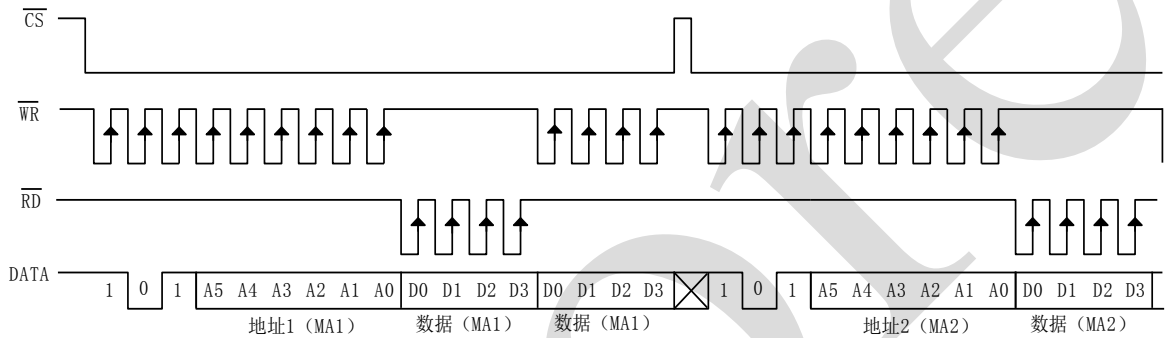 CS
WR
RD
DATA 1 0 1 A5 A4 A3 A2 A1 A0 D0 D1 D2 D3 D0 D1 D2 D3 1 0 1 A5 A4 A3 A2 A1 A0 D0 D1 D2 D3
地址1(MA1) 数据(MA1) 数据(MA1) 地址2(MA2) 数据(MA2)